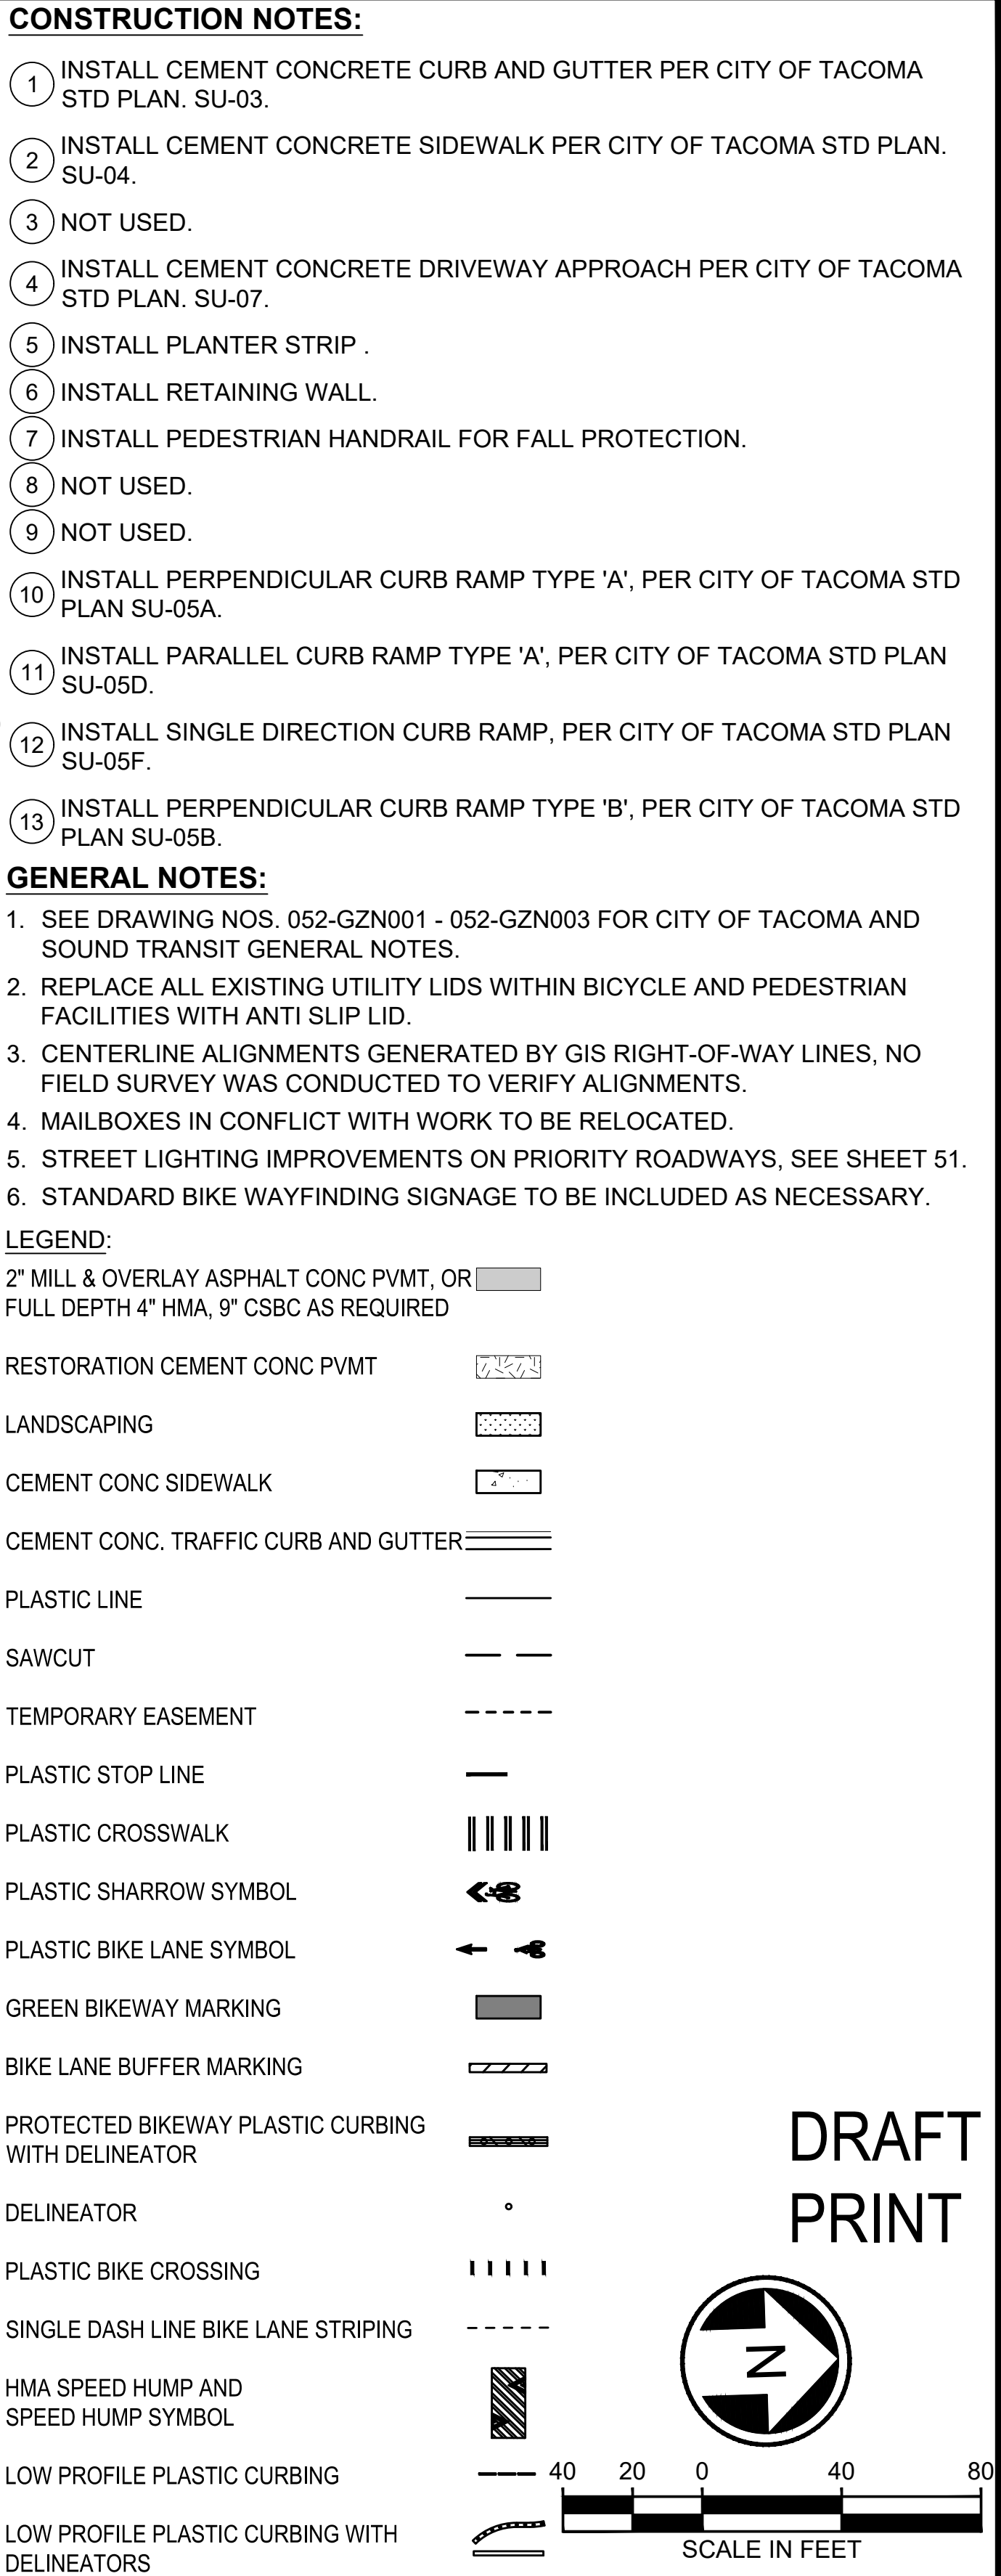 CONSTRUCTION NOTES:
1 INSTALL CEMENT CONCRETE CURB AND GUTTER PER CITY OF TACOMA
STD PLAN. SU-03.
2 INSTALL CEMENT CONCRETE SIDEWALK PER CITY OF TACOMA STD PLAN.
SU-04.
3 NOT USED.
4 INSTALL CEMENT CONCRETE DRIVEWAY APPROACH PER CITY OF TACOMA
STD PLAN. SU-07.
5 INSTALL PLANTER STRIP .
6 INSTALL RETAINING WALL.
7 INSTALL PEDESTRIAN HANDRAIL FOR FALL PROTECTION.
8 NOT USED.
9 NOT USED.
10 INSTALL PERPENDICULAR CURB RAMP TYPE 'A', PER CITY OF TACOMA STD
PLAN SU-05A.
11 INSTALL PARALLEL CURB RAMP TYPE 'A', PER CITY OF TACOMA STD PLAN
SU-05D.
12 INSTALL SINGLE DIRECTION CURB RAMP, PER CITY OF TACOMA STD PLAN
SU-05F.
13 INSTALL PERPENDICULAR CURB RAMP TYPE 'B', PER CITY OF TACOMA STD
PLAN SU-05B.
GENERAL NOTES:
1. SEE DRAWING NOS. 052-GZN001 - 052-GZN003 FOR CITY OF TACOMA AND
SOUND TRANSIT GENERAL NOTES.
2. REPLACE ALL EXISTING UTILITY LIDS WITHIN BICYCLE AND PEDESTRIAN
FACILITIES WITH ANTI SLIP LID.
3. CENTERLINE ALIGNMENTS GENERATED BY GIS RIGHT-OF-WAY LINES, NO
FIELD SURVEY WAS CONDUCTED TO VERIFY ALIGNMENTS.
4. MAILBOXES IN CONFLICT WITH WORK TO BE RELOCATED.
5. STREET LIGHTING IMPROVEMENTS ON PRIORITY ROADWAYS, SEE SHEET 51.
6. STANDARD BIKE WAYFINDING SIGNAGE TO BE INCLUDED AS NECESSARY.
LEGEND:
2" MILL & OVERLAY ASPHALT CONC PVMT, OR
FULL DEPTH 4" HMA, 9" CSBC AS REQUIRED
RESTORATION CEMENT CONC PVMT
LANDSCAPING
CEMENT CONC SIDEWALK
CEMENT CONC. TRAFFIC CURB AND GUTTER
PLASTIC LINE
SAWCUT
TEMPORARY EASEMENT
PLASTIC STOP LINE
PLASTIC CROSSWALK
PLASTIC SHARROW SYMBOL
PLASTIC BIKE LANE SYMBOL
GREEN BIKEWAY MARKING
BIKE LANE BUFFER MARKING
PROTECTED BIKEWAY PLASTIC CURBING
WITH DELINEATOR
DELINEATOR
PLASTIC BIKE CROSSING
SINGLE DASH LINE BIKE LANE STRIPING
HMA SPEED HUMP AND
SPEED HUMP SYMBOL
LOW PROFILE PLASTIC CURBING
LOW PROFILE PLASTIC CURBING WITH
DELINEATORS
DRAFT
PRINT
N
40 20 0 40 80
SCALE IN FEET